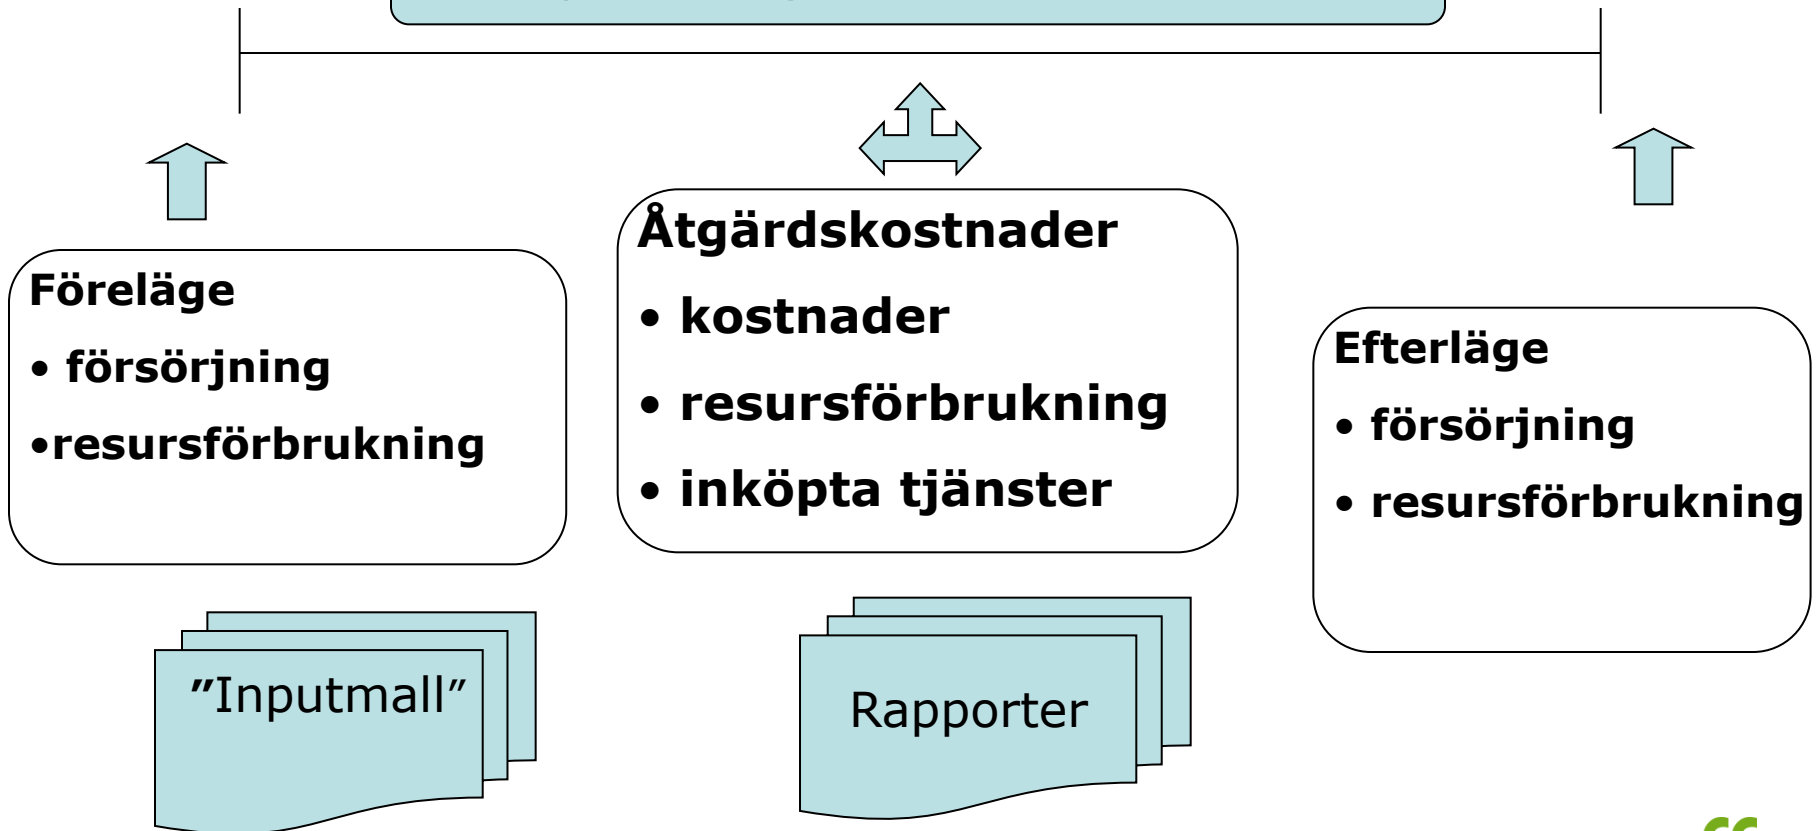 Föreläge
• försörjning
•resursförbrukning
Åtgärdskostnader
• kostnader
• resursförbrukning
• inköpta tjänster
Efterläge
• försörjning
• resursförbrukning
”Inputmall”
Rapporter